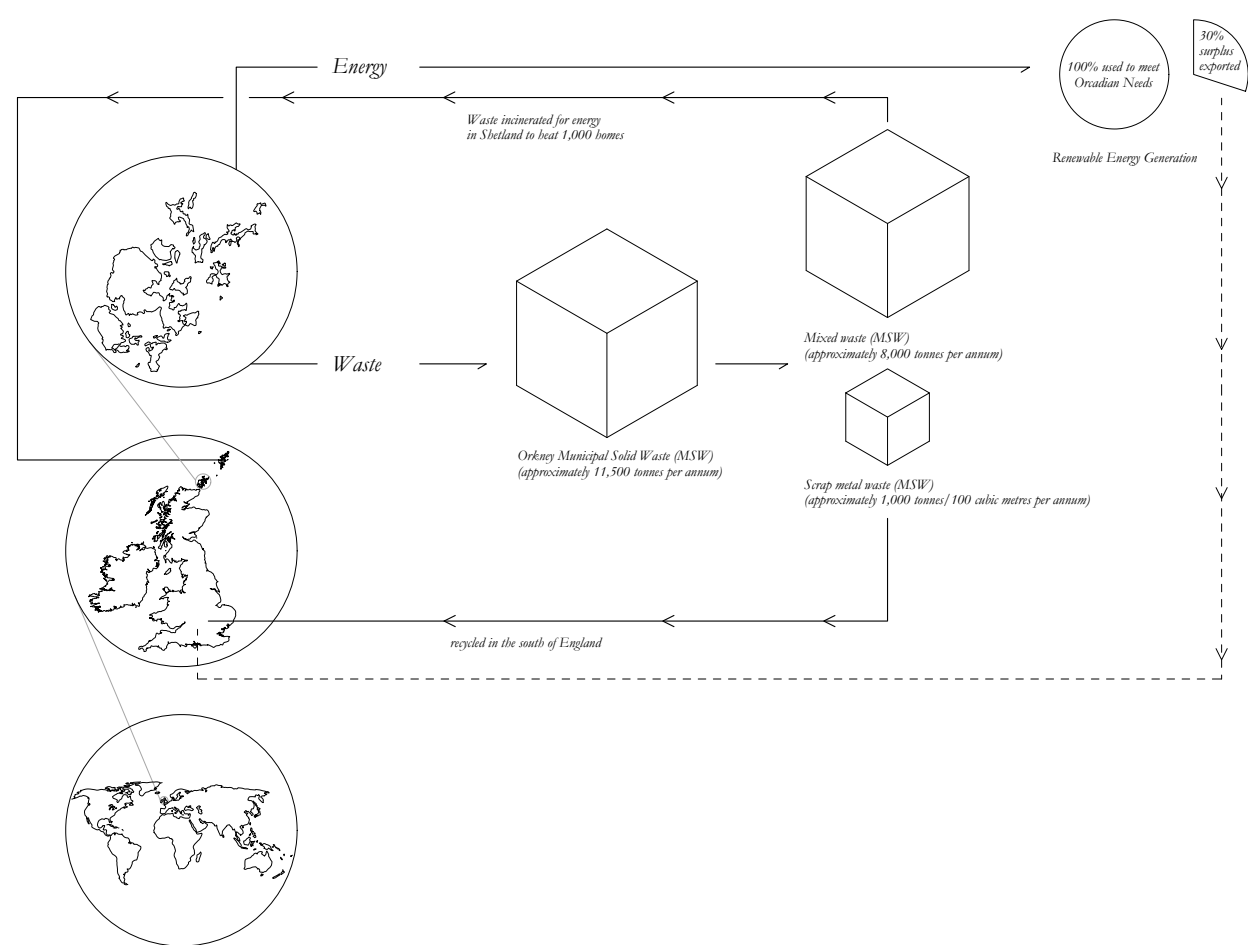 Energy
100% used to meet
Orcadian Needs
30%
surplus
exported
Waste incinerated for energy
in Shetland to heat 1,000 homes
Renewable Energy Generation
Waste
Mixed waste (MSW)
(approximately 8,000 tonnes per annum)
Orkney Municipal Solid Waste (MSW)
(approximately 11,500 tonnes per annum)
Scrap metal waste (MSW)
(approximately 1,000 tonnes/100 cubic metres per annum)
recycled in the south of England